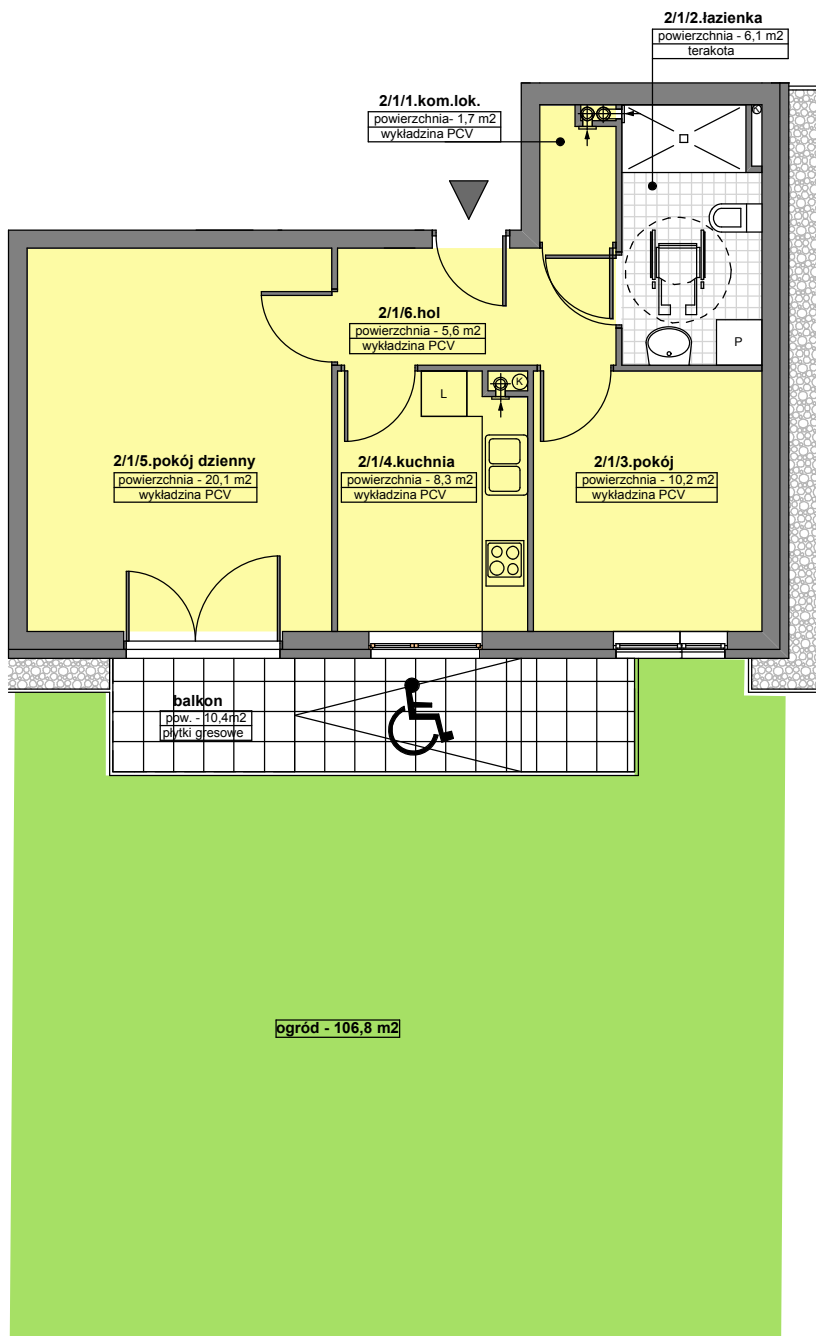 2/1/2.łazienka
powierzchnia - 6,1 m2
terakota
2/1/1.kom.lok.
powierzchnia- 1,7 m2
wykładzina PCV
2/1/6.hol
powierzchnia - 5,6 m2
wykładzina PCV
P
L
K
2/1/5.pokój dzienny
powierzchnia - 20,1 m2
wykładzina PCV
2/1/4.kuchnia
powierzchnia - 8,3 m2
wykładzina PCV
2/1/3.pokój
powierzchnia - 10,2 m2
wykładzina PCV
balkon
pow. - 10,4m2
płytki gresowe
ogród - 106,8 m2